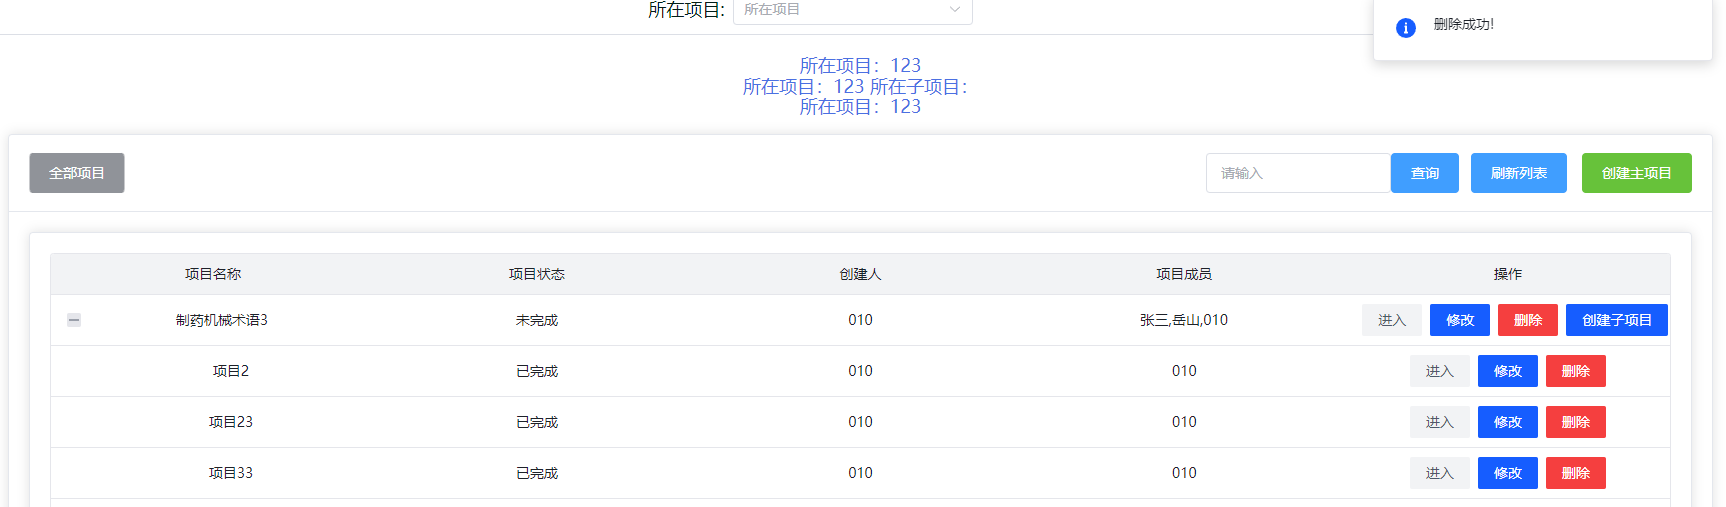 所在项目: 所在项目
删除成功!
所在项目：123
所在项目：123 所在子项目：
所在项目：123
全部项目 请输入 查询 刷新列表 创建主项目
项目名称 项目状态 创建人 项目成员 操作
制药机械术语3 未完成 010 张三,岳山,010 进入 修改 删除 创建子项目
项目2 已完成 010 010 进入 修改 删除
项目23 已完成 010 010 进入 修改 删除
项目33 已完成 010 010 进入 修改 删除